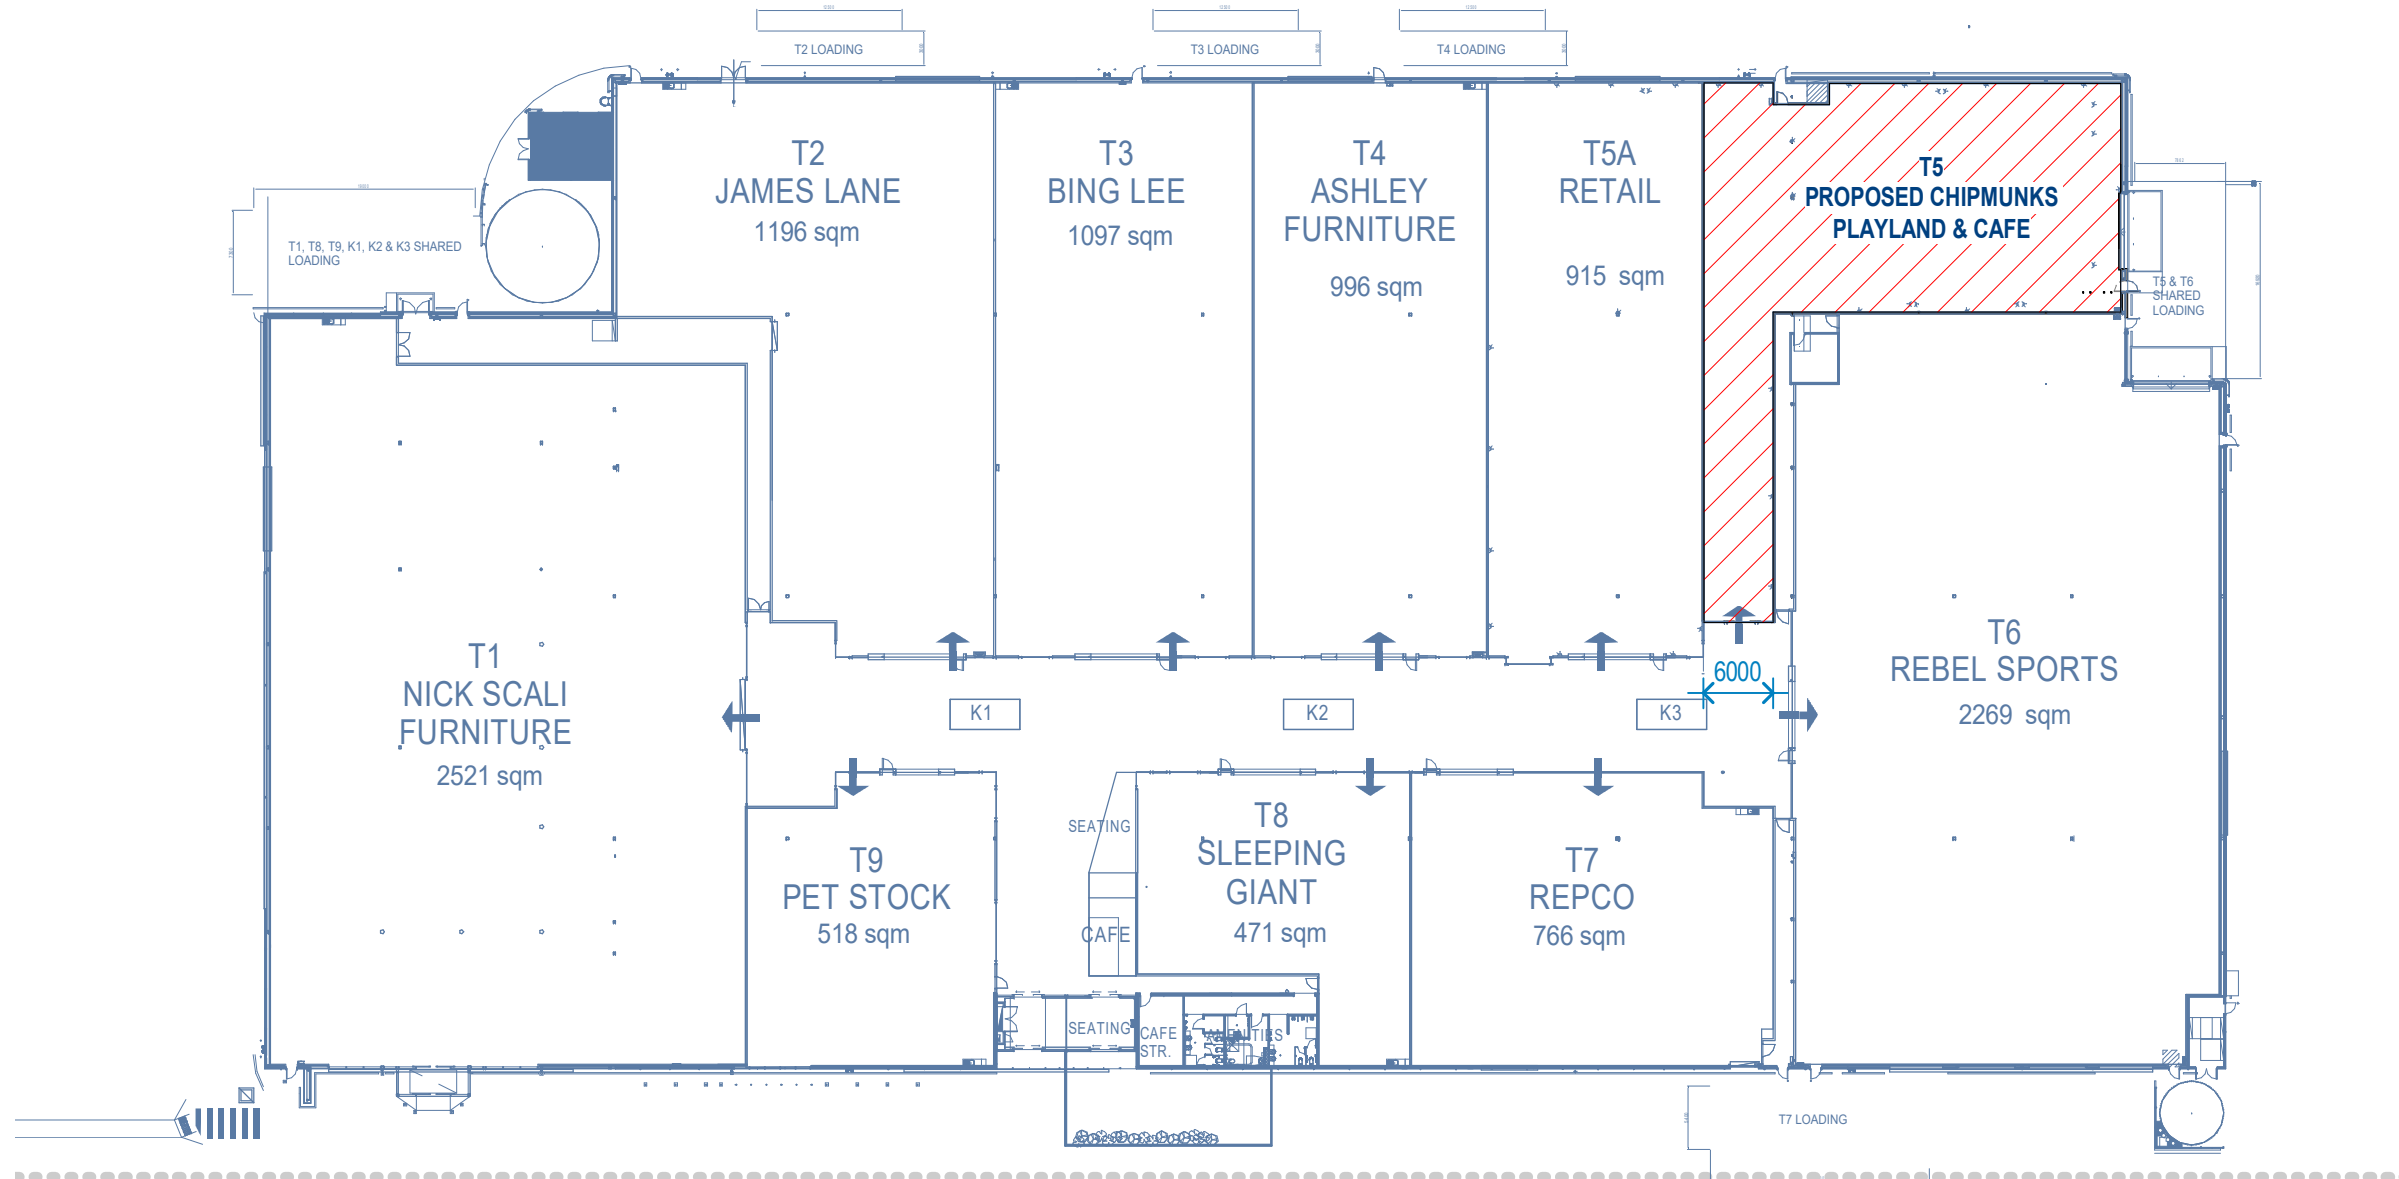 T2 LOADING
T3 LOADING
T4 LOADING
T2
JAMES LANE
1196 sqm
T3
BING LEE
1097 sqm
T4
ASHLEY
FURNITURE
996 sqm
T5A
RETAIL
915 sqm
T5
PROPOSED CHIPMUNKS
PLAYLAND & CAFE
T1, T8, T9, K1, K2 & K3 SHARED
LOADING
T5 & T6
SHARED
LOADING
T1
NICK SCALI
FURNITURE
2521 sqm
K1
K2
K3
6000
T6
REBEL SPORTS
2269 sqm
SEATING
CAFE
T9
PET STOCK
518 sqm
T8
SLEEPING
GIANT
471 sqm
T7
REPCO
766 sqm
SEATING
CAFE
STR.
AMENITIES
T7 LOADING